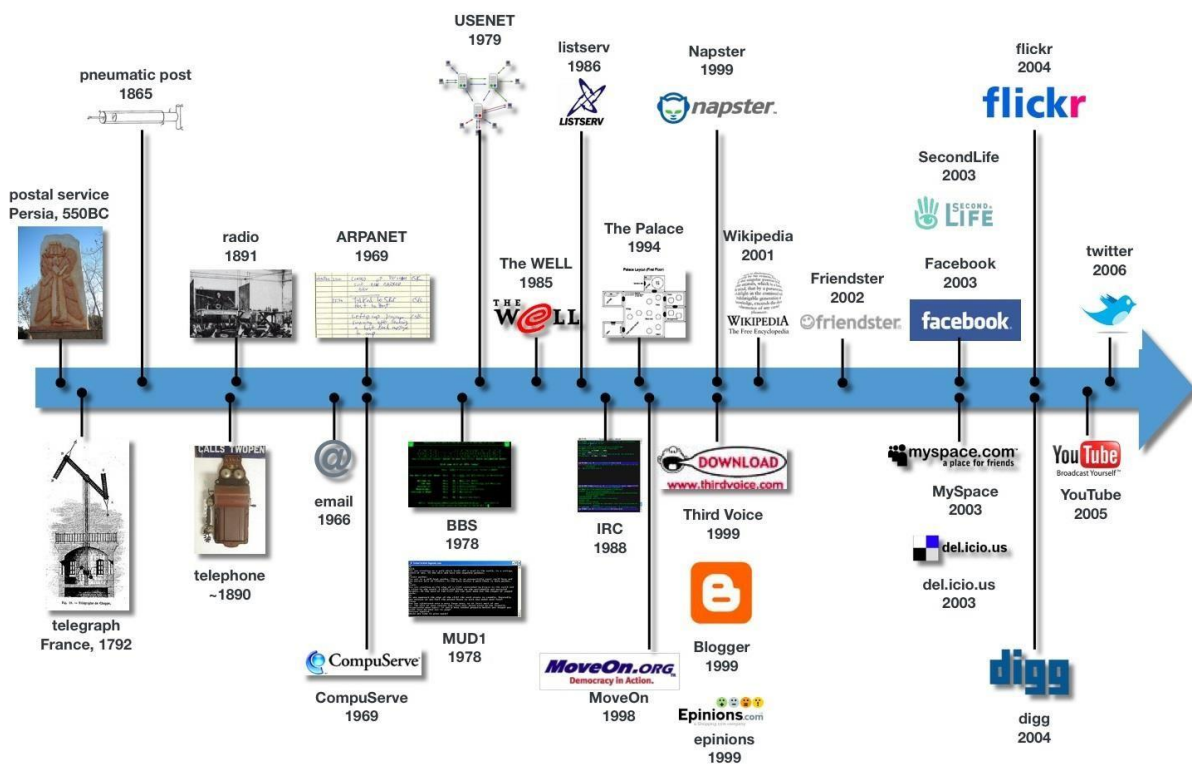 USENET
1979
listserv
1986
LISTSERV
Napster
1999
napster
flickr
2004
flickr
pneumatic post
1865
SecondLife
2003
SECOND
LIFE
postal service
Persia, 550BC
radio
1891
ARPANET
1969
The WELL
1985
THE
WELL
The Palace
1994
Wikipedia
2001
WIKIPEDIA
The Free Encyclopedia
Friendster
2002
friendster
Facebook
2003
facebook
twitter
2006
telegraph
France, 1792
CALLS TWOPEN
telephone
~1890
@
email
1966
CompuServe
CompuServe
1969
BBS
1978
MUD1
1978
IRC
1988
MoveOn.ORG
Democracy in Action.
MoveOn
1998
DOWNLOAD
www.thirdvoice.com
Third Voice
1999
Blogger
1999
Epinions.com
epinions
1999
myspace.com
a place for friends
MySpace
2003
del.icio.us
del.icio.us
2003
digg
digg
2004
YouTube
Broadcast Yourself™
YouTube
2005